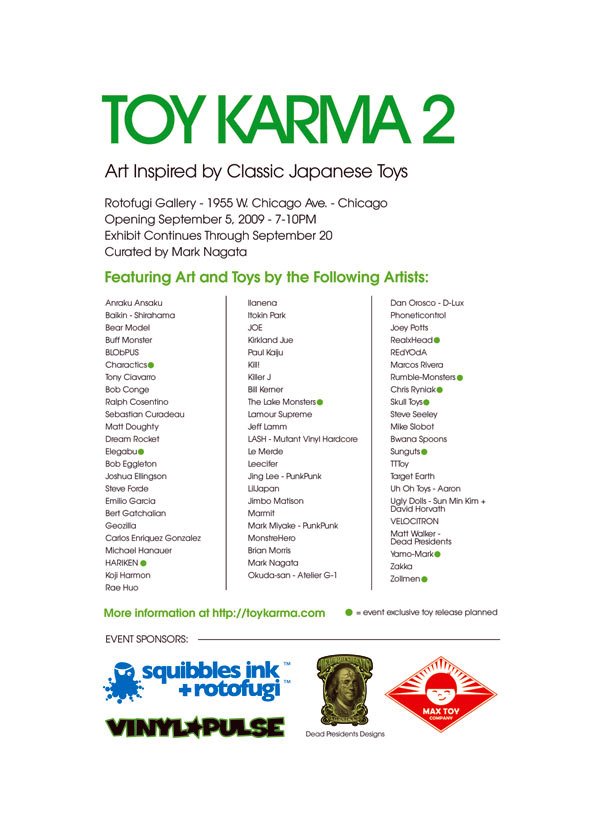 TOY KARMA 2
Art Inspired by Classic Japanese Toys
Rotofugi Gallery - 1955 W. Chicago Ave. - Chicago
Opening September 5, 2009 - 7-10PM
Exhibit Continues Through September 20
Curated by Mark Nagata
Featuring Art and Toys by the Following Artists:
Anraku Ansaku
Baikin - Shirahama
Bear Model
Buff Monster
BLObPUS
Charactics●
Tony Ciavarro
Bob Conge
Ralph Cosentino
Sebastian Curadeau
Matt Doughty
Dream Rocket
Elegabu●
Bob Eggleton
Joshua Ellingson
Steve Forde
Emilio Garcia
Bert Gatchalian
Geozilla
Carlos Enriquez Gonzalez
Michael Hanauer
HARIKEN ●
Koji Harmon
Rae Huo
Ilanena
Itokin Park
JOE
Kirkland Jue
Paul Kaiju
Kill!
Killer J
Bill Kerner
The Lake Monsters●
Lamour Supreme
Jeff Lamm
LASH - Mutant Vinyl Hardcore
Le Merde
Leecifer
Jing Lee - PunkPunk
LilJapan
Jimbo Matison
Marmit
Mark Miyake - PunkPunk
MonstreHero
Brian Morris
Mark Nagata
Okuda-san - Atelier G-1
Dan Orosco - D-Lux
Phoneticontrol
Joey Potts
RealxHead●
REdYOdA
Marcos Rivera
Rumble-Monsters●
Chris Ryniak●
Skull Toys●
Steve Seeley
Mike Slobot
Bwana Spoons
Sunguts●
TTToy
Target Earth
Uh Oh Toys - Aaron
Ugly Dolls - Sun Min Kim +
David Horvath
VELOCITRON
Matt Walker -
Dead Presidents
Yamo-Mark●
Zakka
Zollmen●
More information at http://toykarma.com
● = event exclusive toy release planned
EVENT SPONSORS:
squibbles ink ™
+rotofugi ™
VINYL★PULSE
DEAD PRESIDENTS
Dead Presidents Designs
MAX TOY
COMPANY